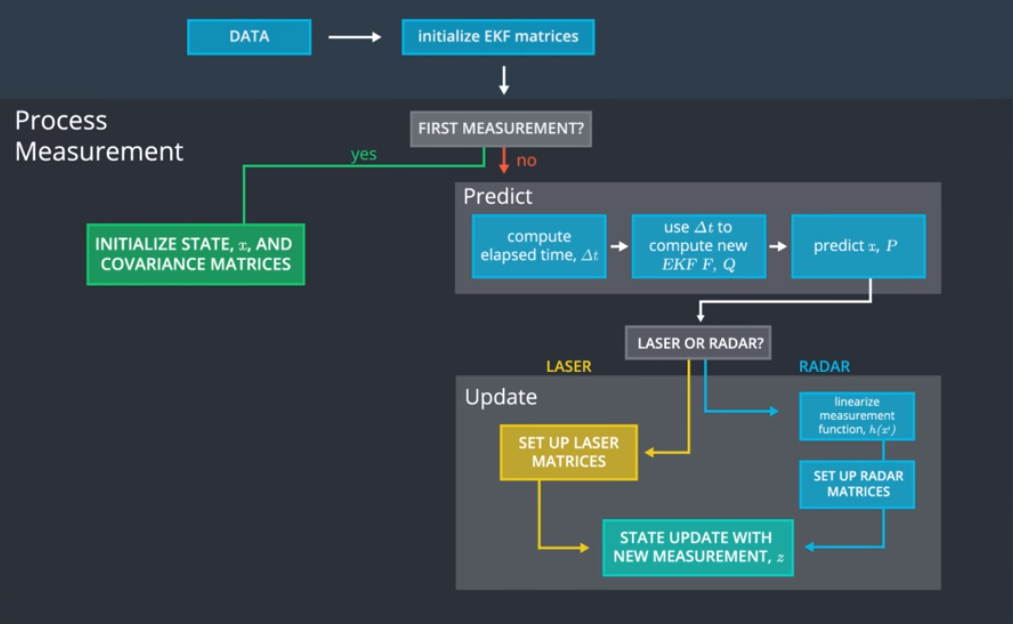 DATA
initialize EKF matrices
Process
Measurement
FIRST MEASUREMENT?
yes
no
INITIALIZE STATE, x, AND
COVARIANCE MATRICES
Predict
compute
elapsed time, Δt
use Δt to
compute new
EKF F, Q
predict x, P
LASER OR RADAR?
LASER
RADAR
Update
linearize
measurement
function, h(x')
SET UP LASER
MATRICES
SET UP RADAR
MATRICES
STATE UPDATE WITH
NEW MEASUREMENT, z